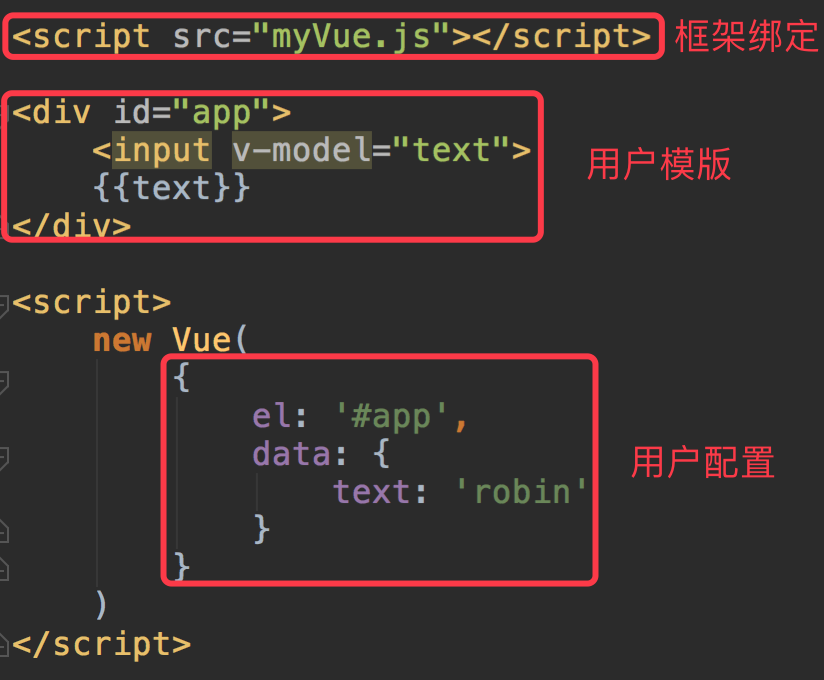 <script src="myVue.js"></script> 框架绑定
<div id="app">
<input v-model="text">
{{text}}
</div>
用户模版
<script>
new Vue(
{
el: '#app',
data: {
text: 'robin'
}
}
)
</script>
用户配置